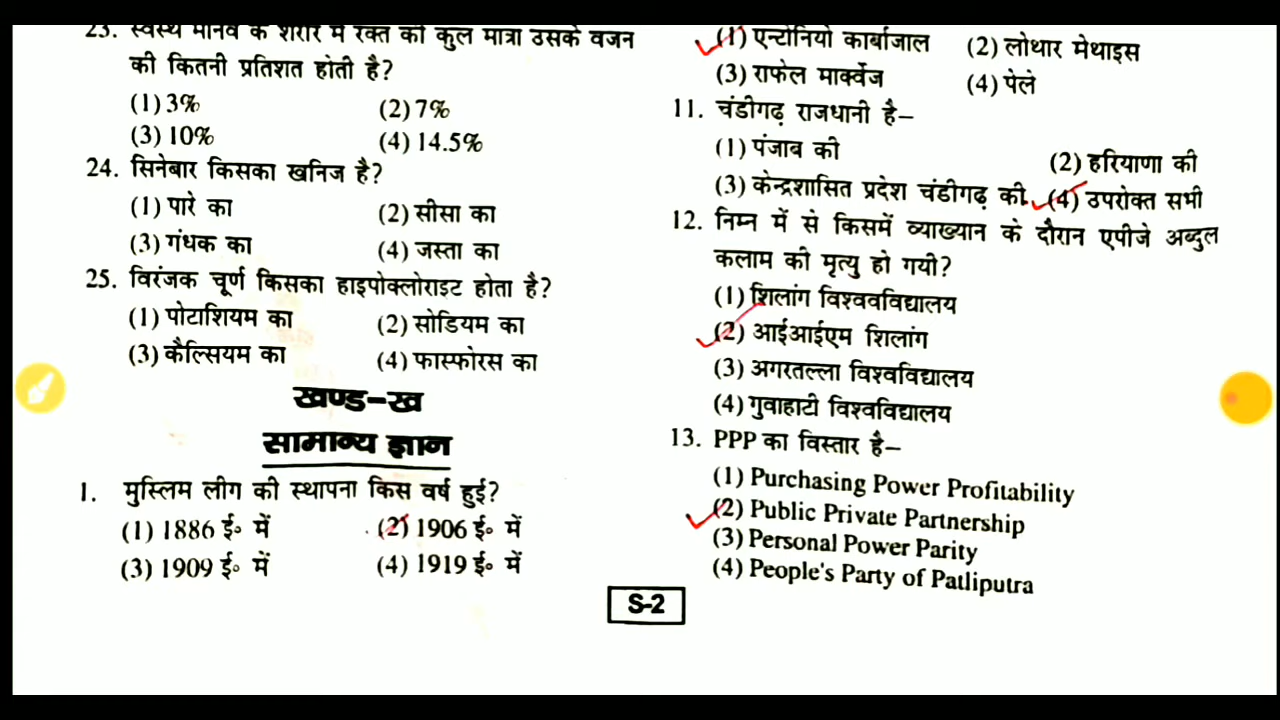 23. स्वस्थ मानव के शरीर में रक्त की कुल मात्रा उसके वजन
की कितनी प्रतिशत होती है?
(1) 3%
(2) 7%
(3) 10%
(4) 14.5%
24. सिनेबार किसका खनिज है?
(1) पारे का
(2) सीसा का
(3) गंधक का
(4) जस्ता का
25. विरंजक चूर्ण किसका हाइपोक्लोराइट होता है?
(1) पोटाशियम का
(2) सोडियम का
(3) कैल्सियम का
(4) फास्फोरस का
खण्ड-ख
सामान्य ज्ञान
1. मुस्लिम लीग की स्थापना किस वर्ष हुई?
(1) 1886 ई॰ में
(2) 1906 ई॰ में
(3) 1909 ई॰ में
(4) 1919 ई॰ में
(1) एन्टोनियो कार्बाजाल
(2) लोथार मेथाइस
(3) राफेल मार्क्वेज
(4) पेले
11. चंडीगढ़ राजधानी है–
(1) पंजाब की
(2) हरियाणा की
(3) केन्द्रशासित प्रदेश चंडीगढ़ की
(4) उपरोक्त सभी
12. निम्न में से किसमें व्याख्यान के दौरान एपीजे अब्दुल
कलाम की मृत्यु हो गयी?
(1) शिलांग विश्ववविद्यालय
(2) आईआईएम शिलांग
(3) अगरतल्ला विश्वविद्यालय
(4) गुवाहाटी विश्वविद्यालय
13. PPP का विस्तार है–
(1) Purchasing Power Profitability
(2) Public Private Partnership
(3) Personal Power Parity
(4) People's Party of Patliputra
S-2